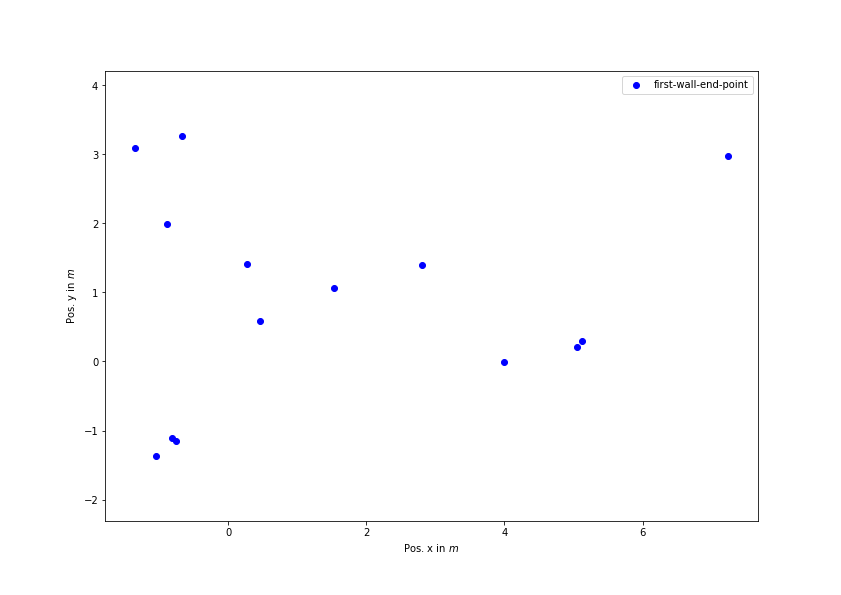 first-wall-end-point
4
3
2
1
0
−1
−2
Pos. y in m
0 2 4 6
Pos. x in m